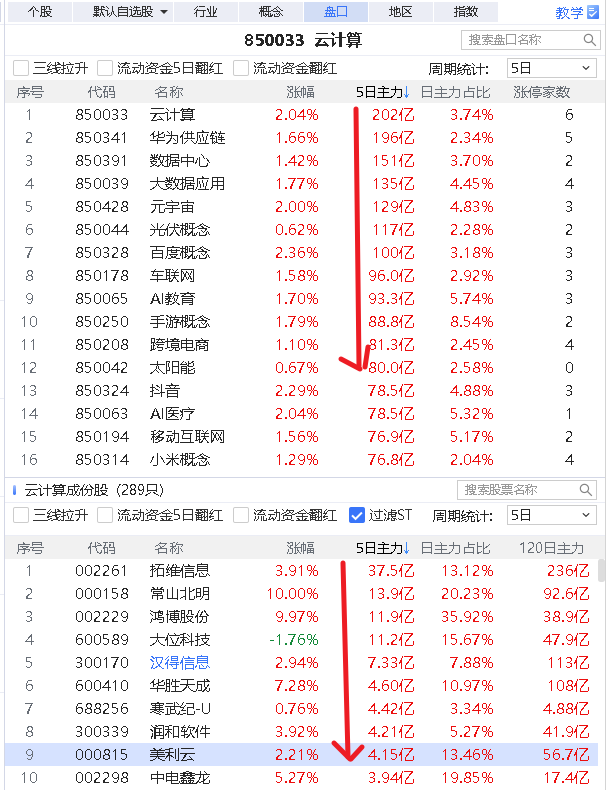 个股 默认自选股 行业 概念 盘口 地区 指数 教学
850033 云计算 搜索盘口名称
三线拉升 流动资金5日翻红 流动资金翻红 周期统计: 5日
序号 代码 名称 涨幅 5日主力↓ 日主力占比 涨停家数
1 850033 云计算 2.04% 202亿 3.74% 6
2 850341 华为供应链 1.66% 196亿 2.34% 5
3 850391 数据中心 1.42% 151亿 3.70% 2
4 850039 大数据应用 1.77% 135亿 4.45% 4
5 850428 元宇宙 2.00% 129亿 4.83% 3
6 850044 光伏概念 0.62% 117亿 2.28% 2
7 850328 百度概念 2.36% 100亿 3.18% 3
8 850178 车联网 1.58% 96.0亿 2.92% 3
9 850065 AI教育 1.70% 93.3亿 5.74% 3
10 850250 手游概念 1.79% 88.8亿 8.54% 2
11 850208 跨境电商 1.10% 81.3亿 2.45% 4
12 850042 太阳能 0.67% 80.0亿 2.58% 0
13 850324 抖音 2.29% 78.5亿 4.88% 3
14 850063 AI医疗 2.04% 78.5亿 5.32% 1
15 850194 移动互联网 1.56% 76.9亿 5.17% 2
16 850314 小米概念 1.29% 76.8亿 2.04% 4
云计算成份股 (289只) 搜索股票名称
三线拉升 流动资金5日翻红 流动资金翻红 过滤ST 周期统计: 5日
序号 代码 名称 涨幅 5日主力↓ 日主力占比 120日主力
1 002261 拓维信息 3.91% 37.5亿 13.12% 236亿
2 000158 常山北明 10.00% 13.9亿 20.23% 92.6亿
3 002229 鸿博股份 9.97% 11.9亿 35.92% 38.9亿
4 600589 大位科技 -1.76% 11.2亿 15.67% 47.9亿
5 300170 汉得信息 2.94% 7.33亿 7.88% 113亿
6 600410 华胜天成 7.28% 4.60亿 10.97% 108亿
7 688256 寒武纪-U 0.76% 4.42亿 3.34% 4.88亿
8 300339 润和软件 3.92% 4.21亿 5.27% 41.9亿
9 000815 美利云 2.21% 4.15亿 13.46% 56.7亿
10 002298 中电鑫龙 5.27% 3.94亿 19.85% 17.4亿